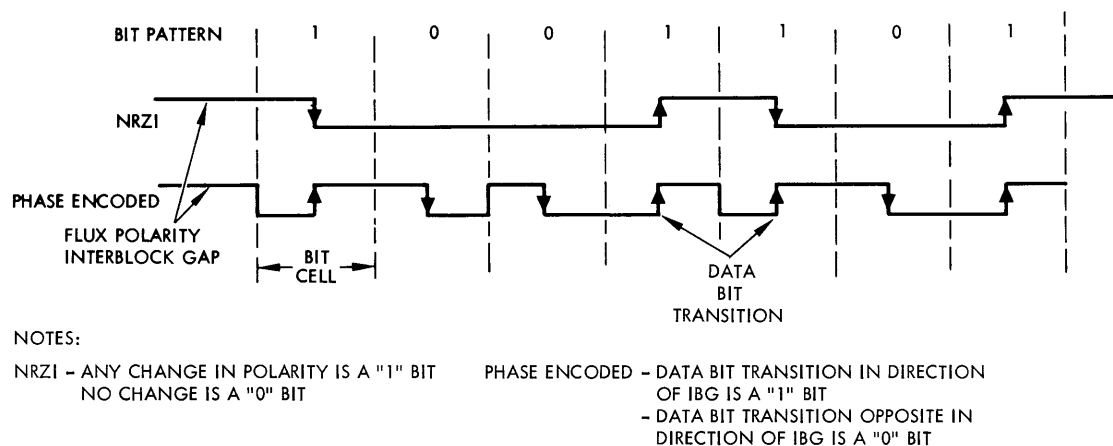 BIT PATTERN 1 0 0 1 1 0 1
NRZI
PHASE ENCODED
FLUX POLARITY
INTERBLOCK GAP
BIT
CELL
DATA
BIT
TRANSITION
NOTES:
NRZI – ANY CHANGE IN POLARITY IS A "1" BIT
NO CHANGE IS A "0" BIT
PHASE ENCODED – DATA BIT TRANSITION IN DIRECTION
OF IBG IS A "1" BIT
– DATA BIT TRANSITION OPPOSITE IN
DIRECTION OF IBG IS A "0" BIT